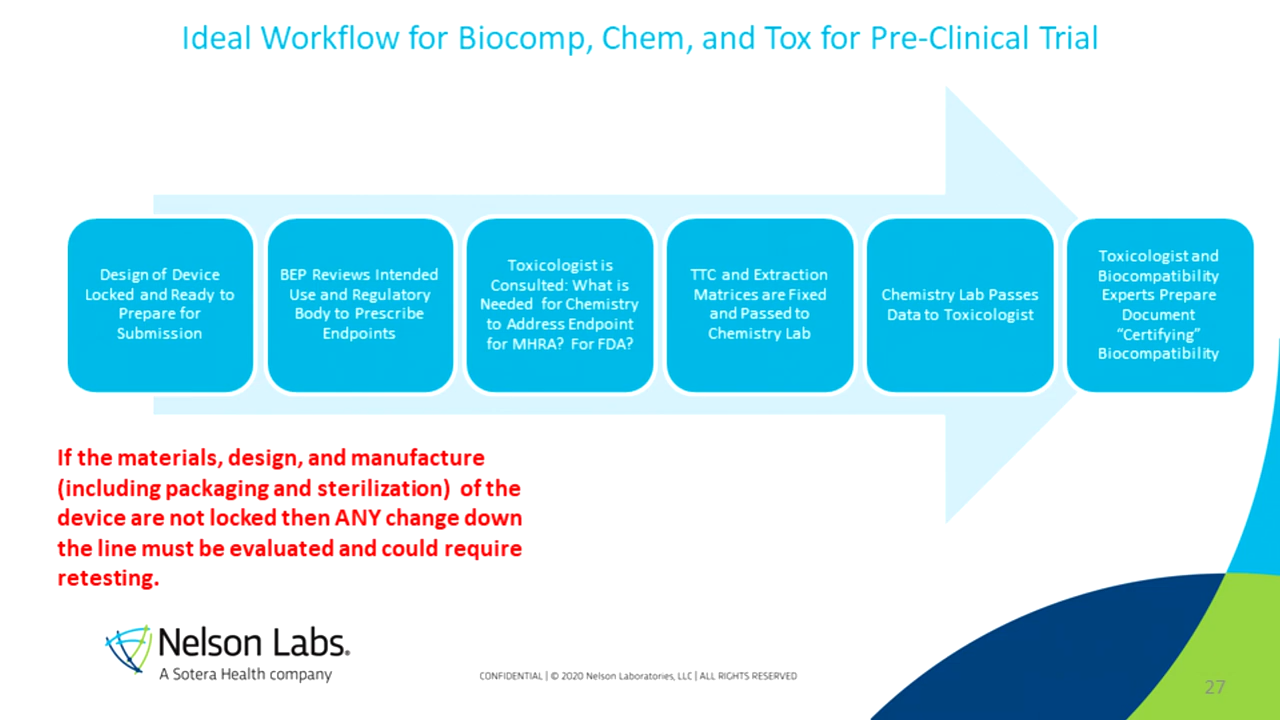 Ideal Workflow for Biocomp, Chem, and Tox for Pre-Clinical Trial
Design of Device
Locked and Ready to
Prepare for
Submission
BEP Reviews Intended
Use and Regulatory
Body to Prescribe
Endpoints
Toxicologist is
Consulted: What is
Needed for Chemistry
to Address Endpoint
for MHRA? For FDA?
TTC and Extraction
Matrices are Fixed
and Passed to
Chemistry Lab
Chemistry Lab Passes
Data to Toxicologist
Toxicologist and
Biocompatibility
Experts Prepare
Document
“Certifying”
Biocompatibility
If the materials, design, and manufacture
(including packaging and sterilization) of the
device are not locked then ANY change down
the line must be evaluated and could require
retesting.
Nelson Labs®
A Sotera Health company
CONFIDENTIAL | © 2020 Nelson Laboratories, LLC | ALL RIGHTS RESERVED
27